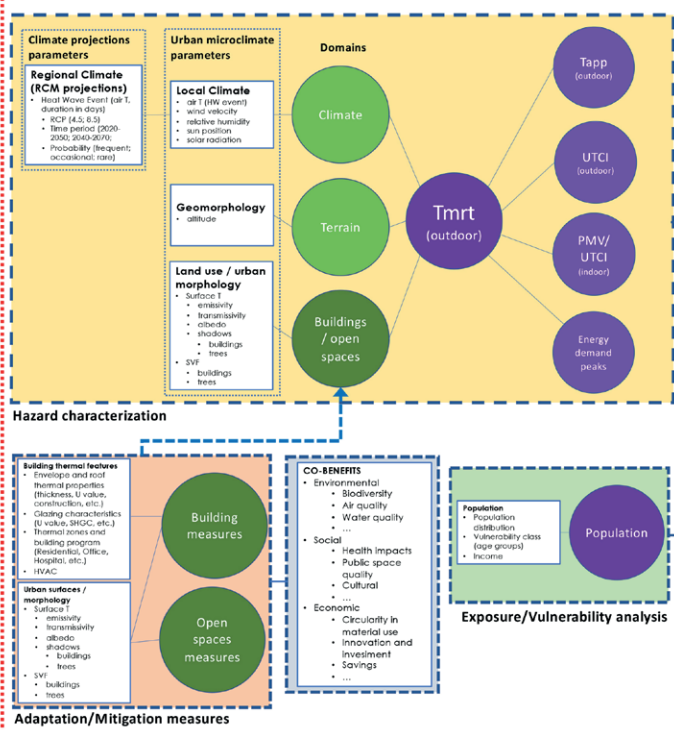 Climate projections
parameters
Regional Climate
(RCM projections)
• Heat Wave Event (air T,
duration in days)
• RCP (4.5; 8.5)
• Time period (2020-
2050; 2040-2070;
• Probability (frequent;
occasional; rare)
Urban microclimate
parameters
Local Climate
• air T (HW event)
• wind velocity
• relative humidity
• sun position
• solar radiation
Geomorphology
• altitude
Land use / urban
morphology
• Surface T
• emissivity
• transmissivity
• albedo
• shadows
• buildings
• trees
• SVF
• buildings
• trees
Domains
Climate
Terrain
Buildings
/ open
spaces
Tmrt
(outdoor)
Tapp
(outdoor)
UTCI
(outdoor)
PMV/
UTCI
(indoor)
Energy
demand
peaks
Hazard characterization
Building thermal features
• Envelope and roof
thermal properties
(thickness, U value,
construction, etc.)
• Glazing characteristics
(U value, SHGC, etc.)
• Thermal zones and
building program
(Residential, Office,
Hospital, etc.)
• HVAC
Urban surfaces /
morphology
• Surface T
• emissivity
• transmissivity
• albedo
• shadows
• buildings
• trees
• SVF
• buildings
• trees
Building
measures
Open
spaces
measures
Adaptation/Mitigation measures
CO-BENEFITS
• Environmental
• Biodiversity
• Air quality
• Water quality
• ...
• Social
• Health impacts
• Public space
quality
• Cultural
• ...
• Economic
• Circularity in
material use
• Innovation and
invesiment
• Savings
• ...
Population
• Population
distribution
• Vulnerability class
(age groups)
• Income
Population
Exposure/Vulnerability analysis